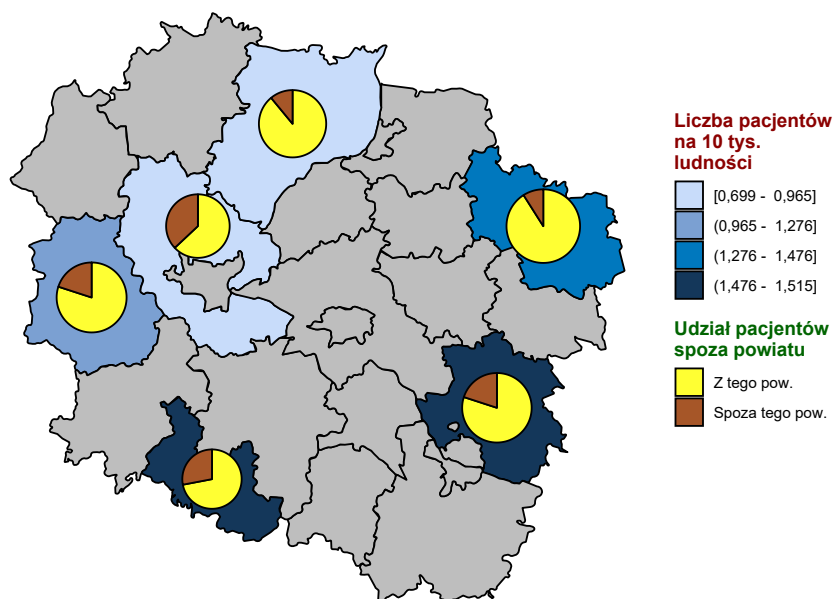 Liczba pacjentów
na 10 tys.
ludności
[0,699 - 0,965]
(0,965 - 1,276]
(1,276 - 1,476]
(1,476 - 1,515]
Udział pacjentów
spoza powiatu
Z tego pow.
Spoza tego pow.